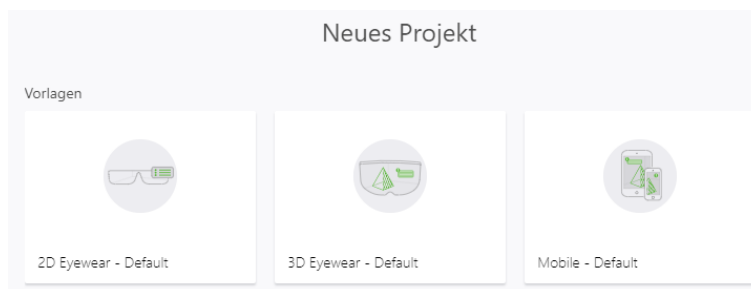 Neues Projekt
Vorlagen
2D Eyewear - Default
3D Eyewear - Default
Mobile - Default